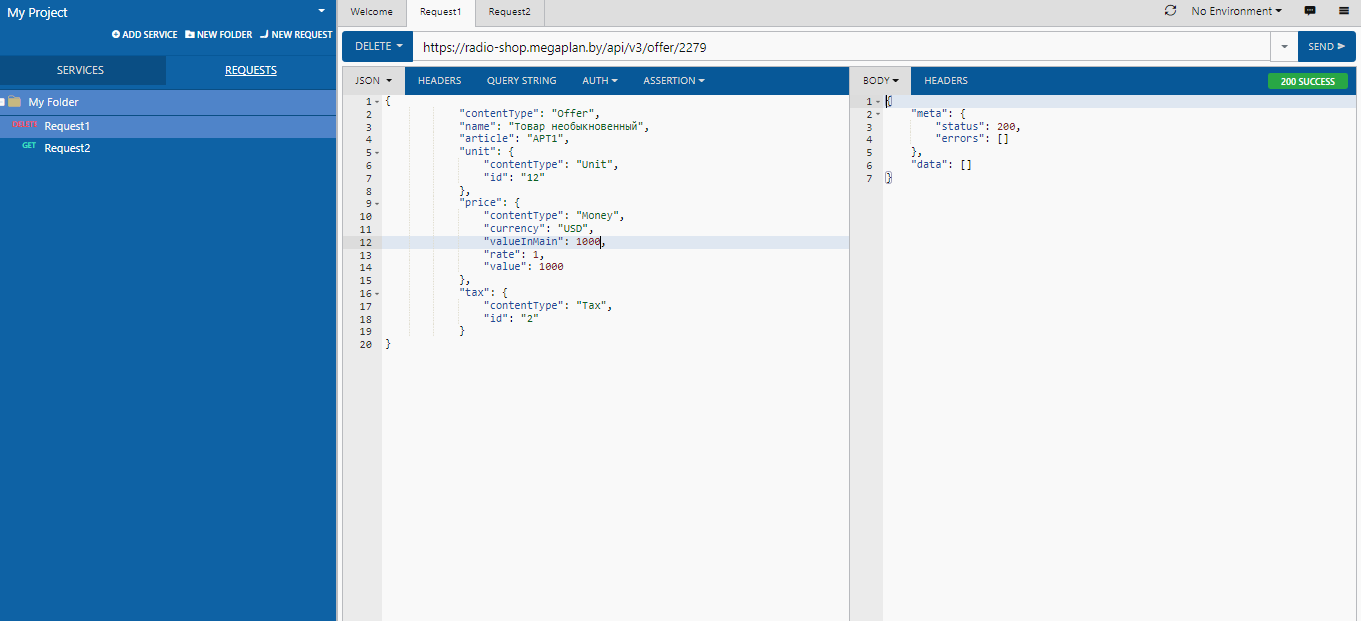 My Project
ADD SERVICE NEW FOLDER NEW REQUEST
SERVICES REQUESTS
My Folder
DELETE Request1
GET Request2
Welcome Request1 Request2 No Environment
DELETE https://radio-shop.megaplan.by/api/v3/offer/2279 SEND
JSON HEADERS QUERY STRING AUTH ASSERTION
1 {
2 "contentType": "Offer",
3 "name": "Товар необыкновенный",
4 "article": "АРТ1",
5 "unit": {
6 "contentType": "Unit",
7 "id": "12"
8 },
9 "price": {
10 "contentType": "Money",
11 "currency": "USD",
12 "valueInMain": 1000,
13 "rate": 1,
14 "value": 1000
15 },
16 "tax": {
17 "contentType": "Tax",
18 "id": "2"
19 }
20 }
BODY HEADERS 200 SUCCESS
1 {
2 "meta": {
3 "status": 200,
4 "errors": []
5 },
6 "data": []
7 }